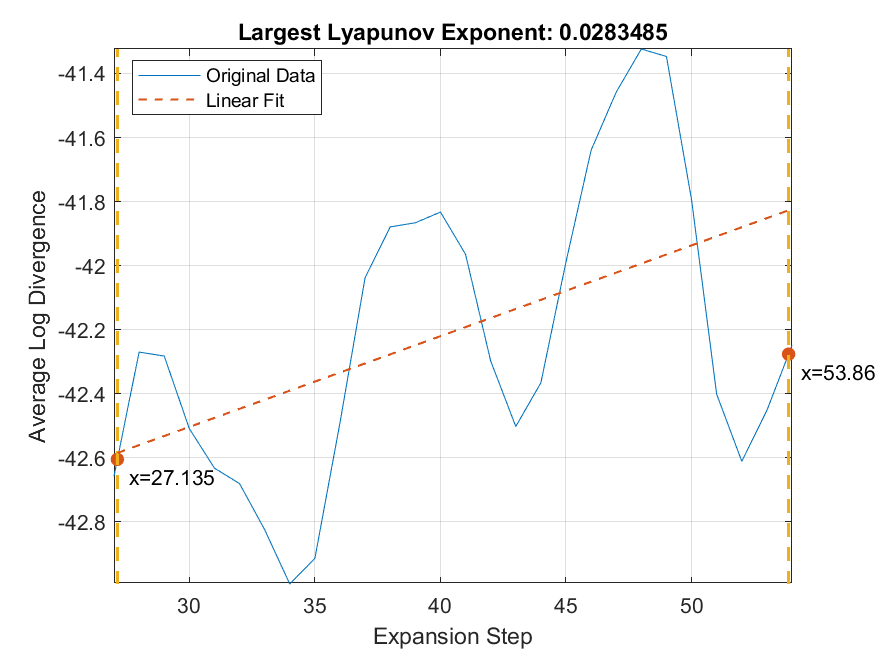 Largest Lyapunov Exponent: 0.0283485
Original Data
Linear Fit
-41.4
-41.6
-41.8
-42
-42.2
-42.4
-42.6
-42.8
Average Log Divergence
x=27.135
x=53.86
30 35 40 45 50
Expansion Step